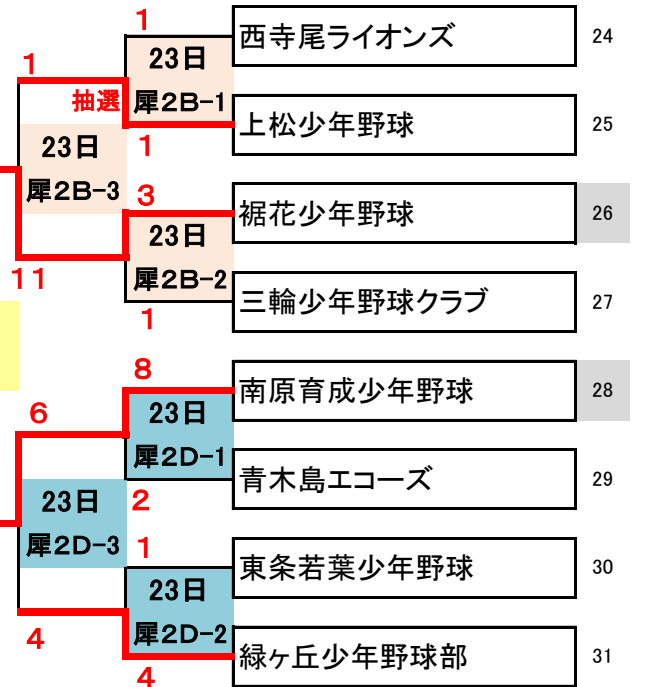 1
西寺尾ライオンズ
24
23日
1
抽選
犀2B-1
上松少年野球
25
23日
1
犀2B-3
3
裾花少年野球
26
23日
11
犀2B-2
三輪少年野球クラブ
27
1
8
南原育成少年野球
28
6
23日
犀2D-1
青木島エコーズ
29
23日
2
犀2D-3
1
東条若葉少年野球
30
23日
4
犀2D-2
緑ヶ丘少年野球部
31
4